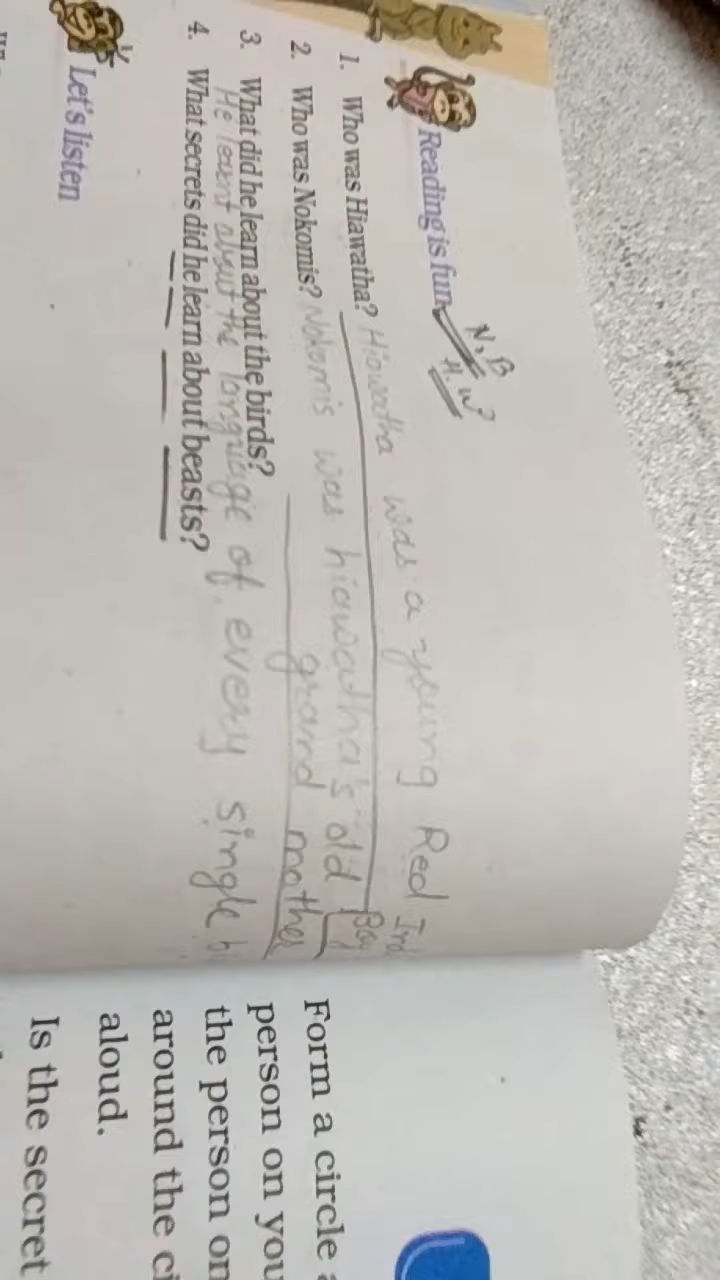 Reading is fun
N.B
H.W?
1. Who was Hiawatha? Hiawatha was a young Red Ind
Boy
2. Who was Nokomis? Nokomis was hiawatha's old
grand mother
3. What did he learn about the birds?
He learnt about the language of every single
4. What secrets did he learn about beasts?
Let's listen
Form a circle
person on you
the person on
around the ci
aloud.
Is the secret